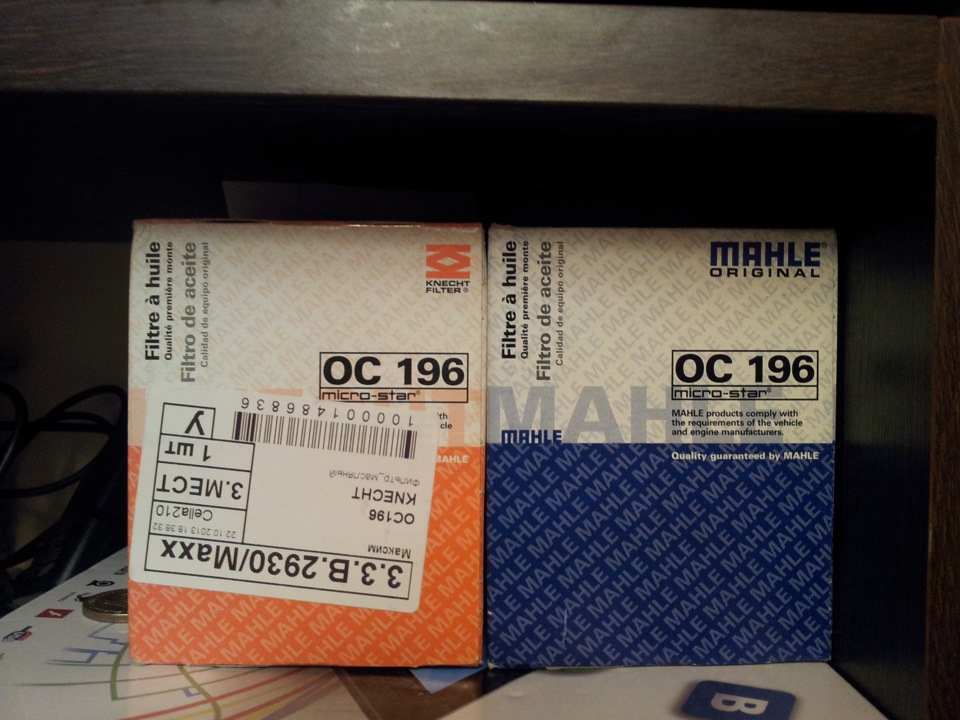 Filtre à huile
Qualité première monte
Filtro de aceite
Calidad de equipo original
KNECHT
FILTER®
OC 196
micro-star®
MAHLE
3.3.B.2930/Maxx
Максим
22.10.2013 18:38:32
OC196
Cella210
KNECHT
3.МЕСТ
фильтр_масляный
1 шт
У
100001486836
Filtre à huile
Qualité première monte
Filtro de aceite
Calidad de equipo original
MAHLE®
ORIGINAL
OC 196
micro-star®
MAHLE products comply with
the requirements of the vehicle
and engine manufacturers.
MAHLE
Quality guaranteed by MAHLE
B